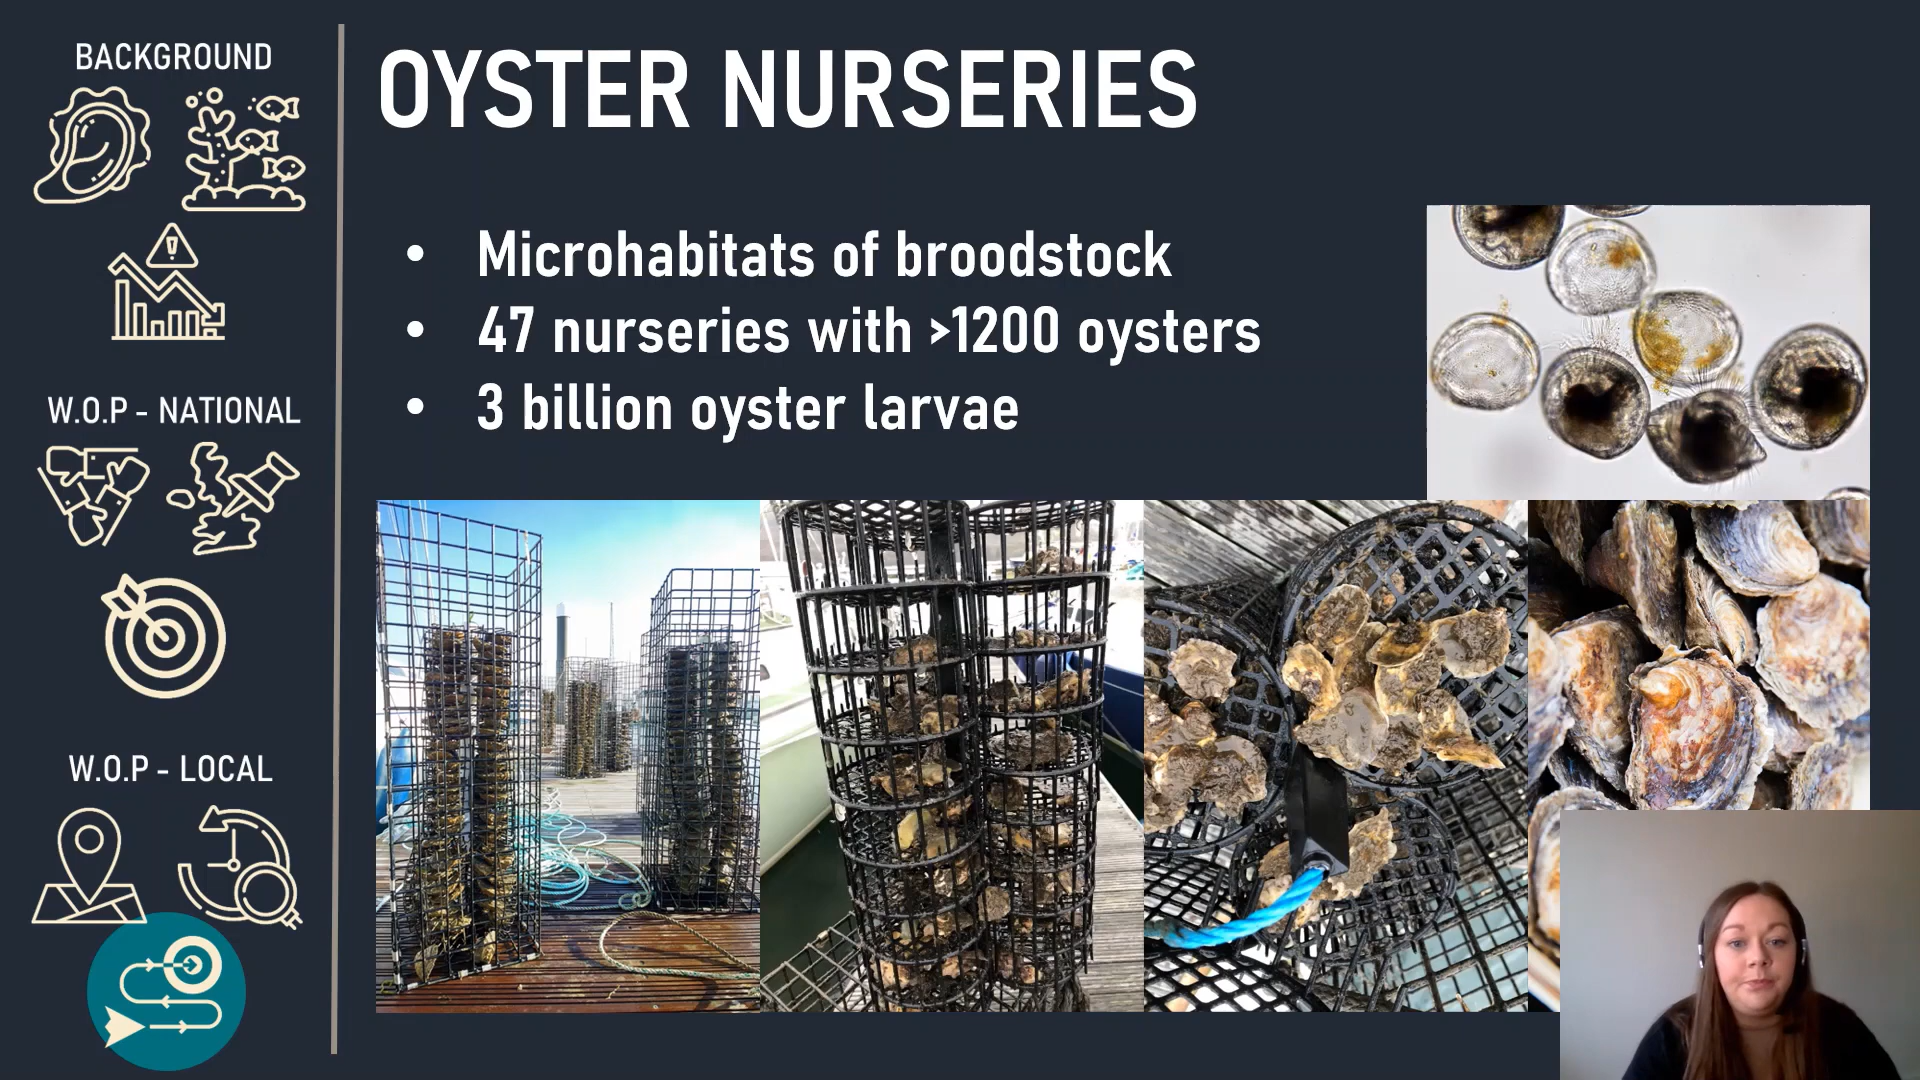 BACKGROUND
W.O.P - NATIONAL
W.O.P - LOCAL
OYSTER NURSERIES
• Microhabitats of broodstock
• 47 nurseries with >1200 oysters
• 3 billion oyster larvae